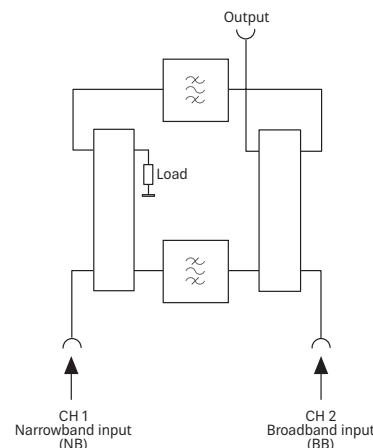 Output
Load
CH 1
Narrowband input
(NB)
CH 2
Broadband input
(BB)